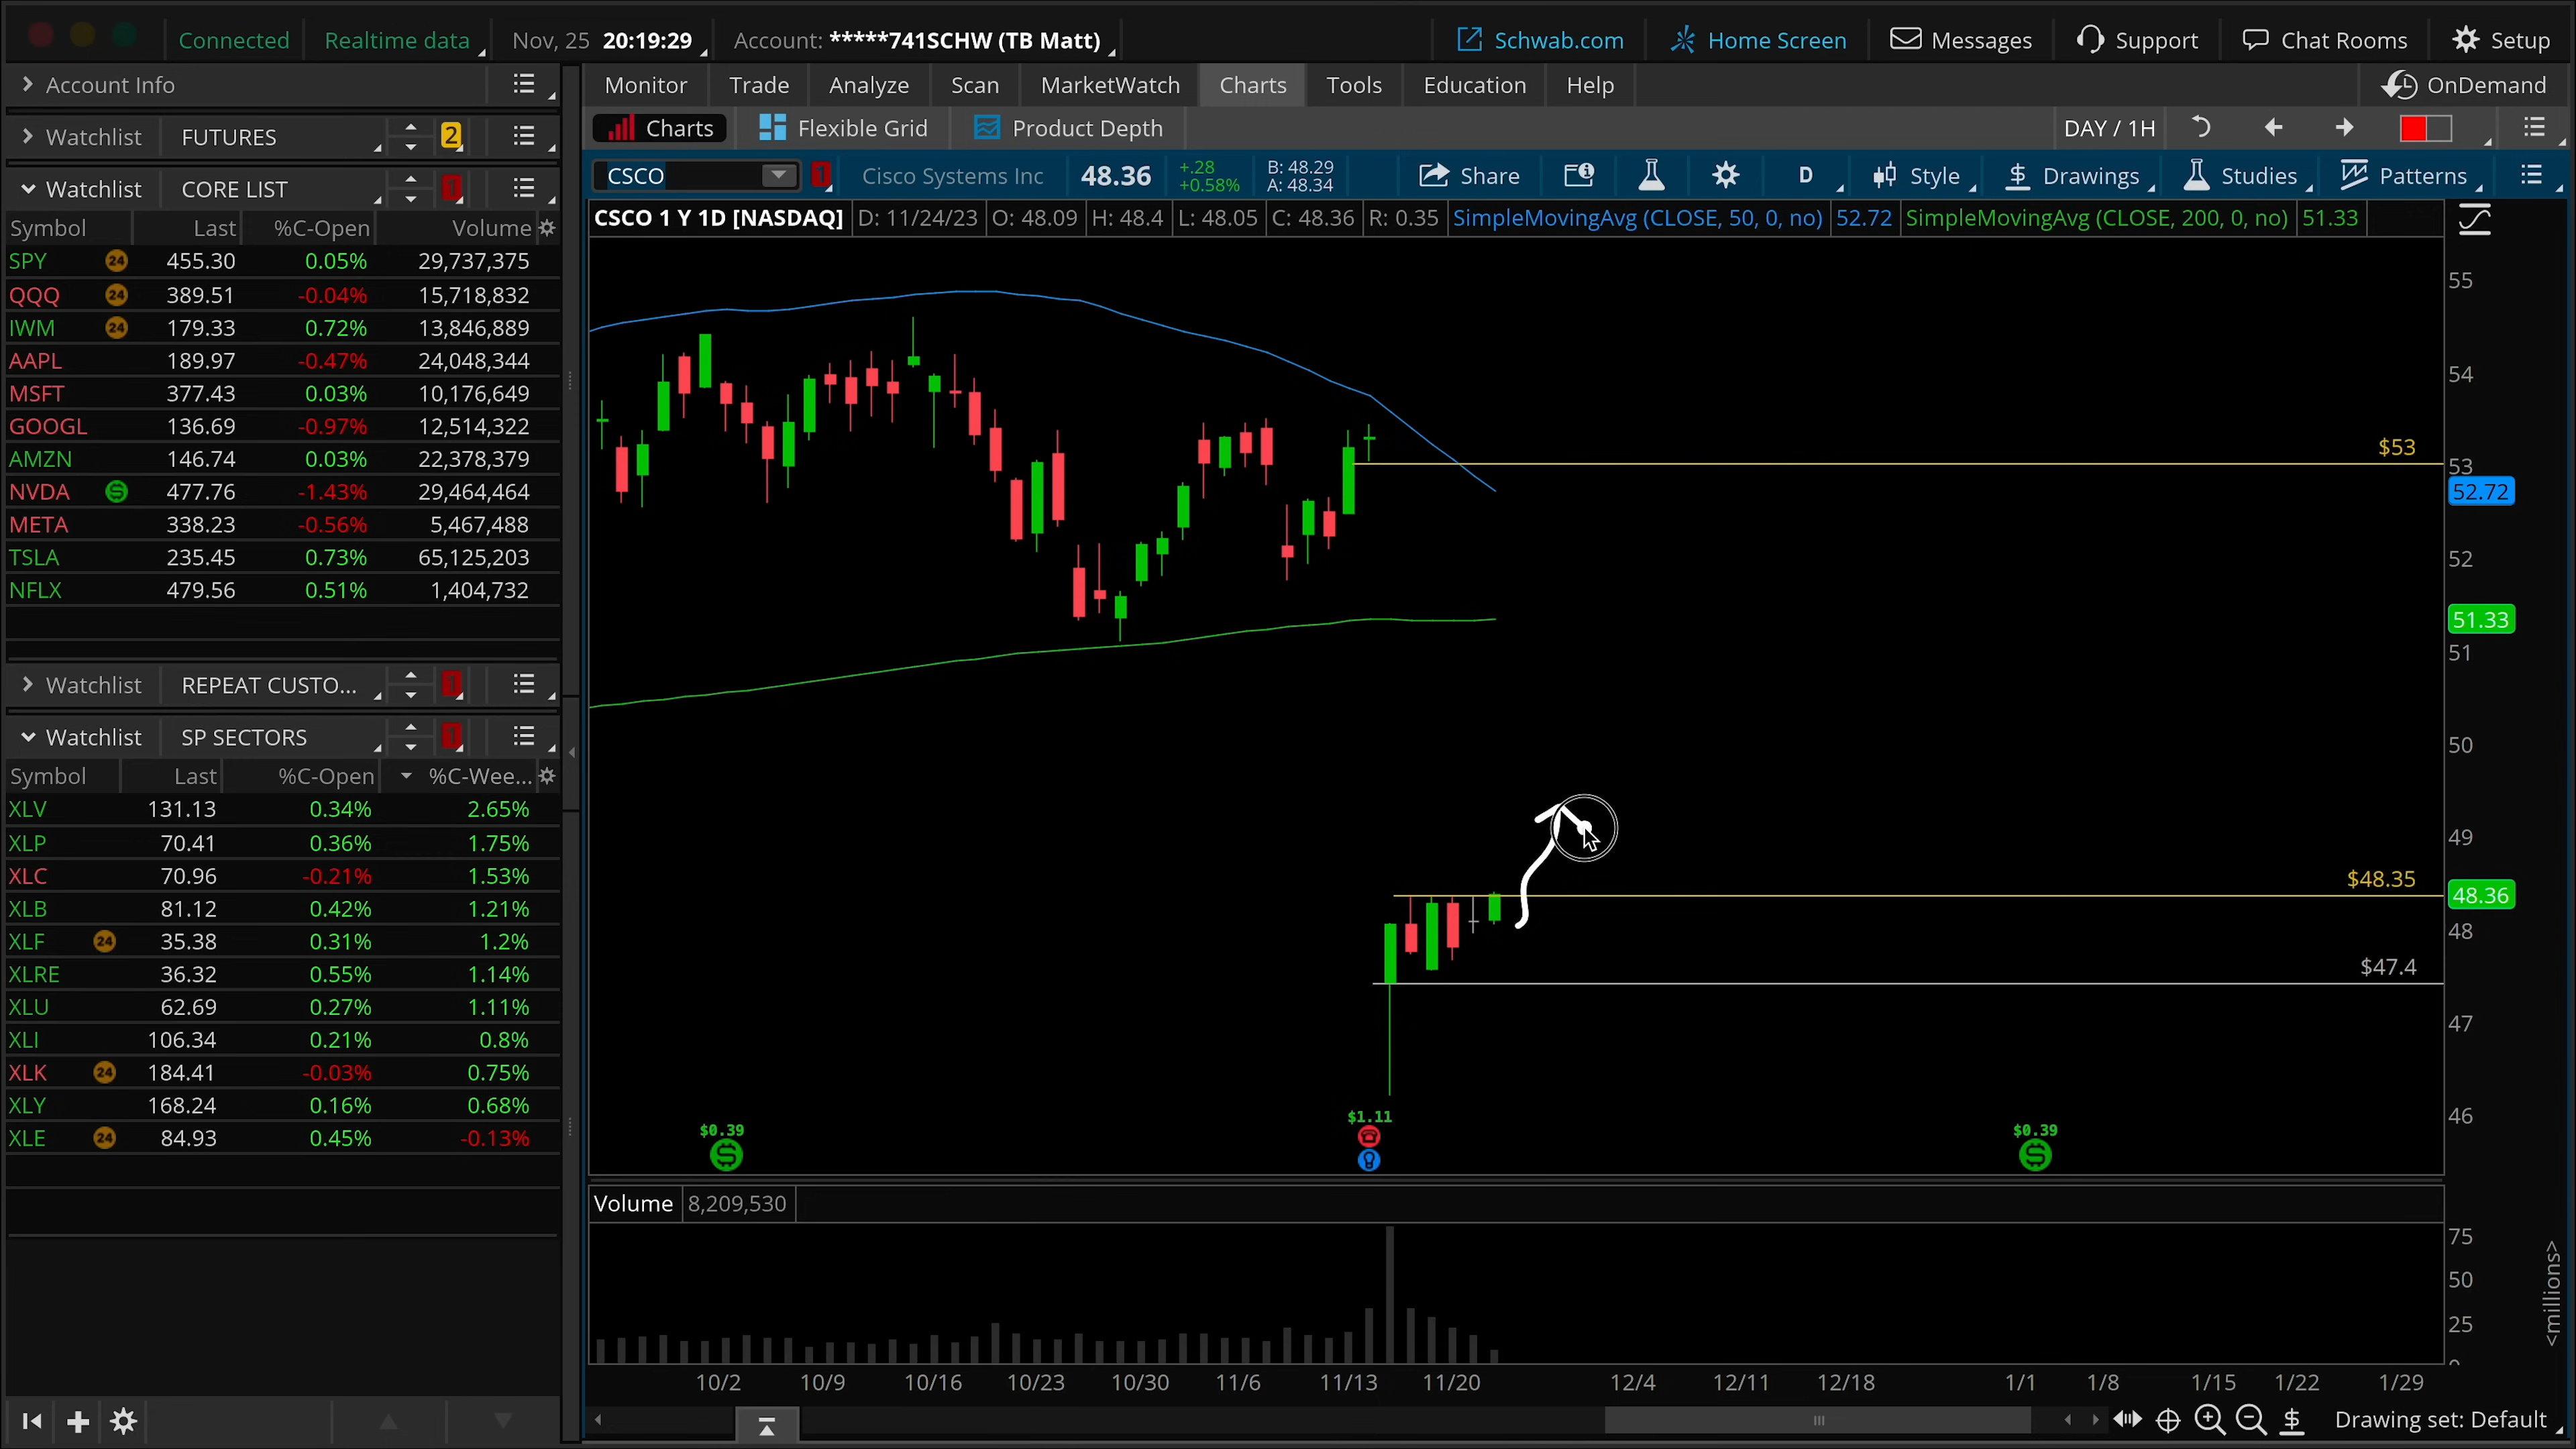 Connected Realtime data Nov, 25 20:19:29 Account: *****741SCHW (TB Matt) Schwab.com Home Screen Messages Support Chat Rooms Setup
Account Info
Monitor Trade Analyze Scan MarketWatch Charts Tools Education Help OnDemand
Watchlist FUTURES 2
Charts Flexible Grid Product Depth DAY / 1H
Watchlist CORE LIST 1
CSCO 1 Cisco Systems Inc 48.36 +.28 +0.58% B: 48.29 A: 48.34 Share D Style Drawings Studies Patterns
CSCO 1 Y 1D [NASDAQ] D: 11/24/23 O: 48.09 H: 48.4 L: 48.05 C: 48.36 R: 0.35 SimpleMovingAvg (CLOSE, 50, 0, no) 52.72 SimpleMovingAvg (CLOSE, 200, 0, no) 51.33
Symbol Last %C-Open Volume
SPY 24 455.30 0.05% 29,737,375
QQQ 24 389.51 -0.04% 15,718,832
IWM 24 179.33 0.72% 13,846,889
AAPL 189.97 -0.47% 24,048,344
MSFT 377.43 0.03% 10,176,649
GOOGL 136.69 -0.97% 12,514,322
AMZN 146.74 0.03% 22,378,379
NVDA 477.76 -1.43% 29,464,464
META 338.23 -0.56% 5,467,488
TSLA 235.45 0.73% 65,125,203
NFLX 479.56 0.51% 1,404,732
Watchlist REPEAT CUSTO... 1
Watchlist SP SECTORS 1
Symbol Last %C-Open %C-Wee...
XLV 131.13 0.34% 2.65%
XLP 70.41 0.36% 1.75%
XLC 70.96 -0.21% 1.53%
XLB 81.12 0.42% 1.21%
XLF 24 35.38 0.31% 1.2%
XLRE 36.32 0.55% 1.14%
XLU 62.69 0.27% 1.11%
XLI 106.34 0.21% 0.8%
XLK 24 184.41 -0.03% 0.75%
XLY 168.24 0.16% 0.68%
XLE 24 84.93 0.45% -0.13%
55
54
$53
53
52.72
52
51.33
51
50
49
$48.35
48.36
48
$47.4
47
46
$1.11
$0.39
$0.39
Volume 8,209,530
75
50
25
0
<millions>
10/2 10/9 10/16 10/23 10/30 11/6 11/13 11/20 12/4 12/11 12/18 1/1 1/8 1/15 1/22 1/29
Drawing set: Default